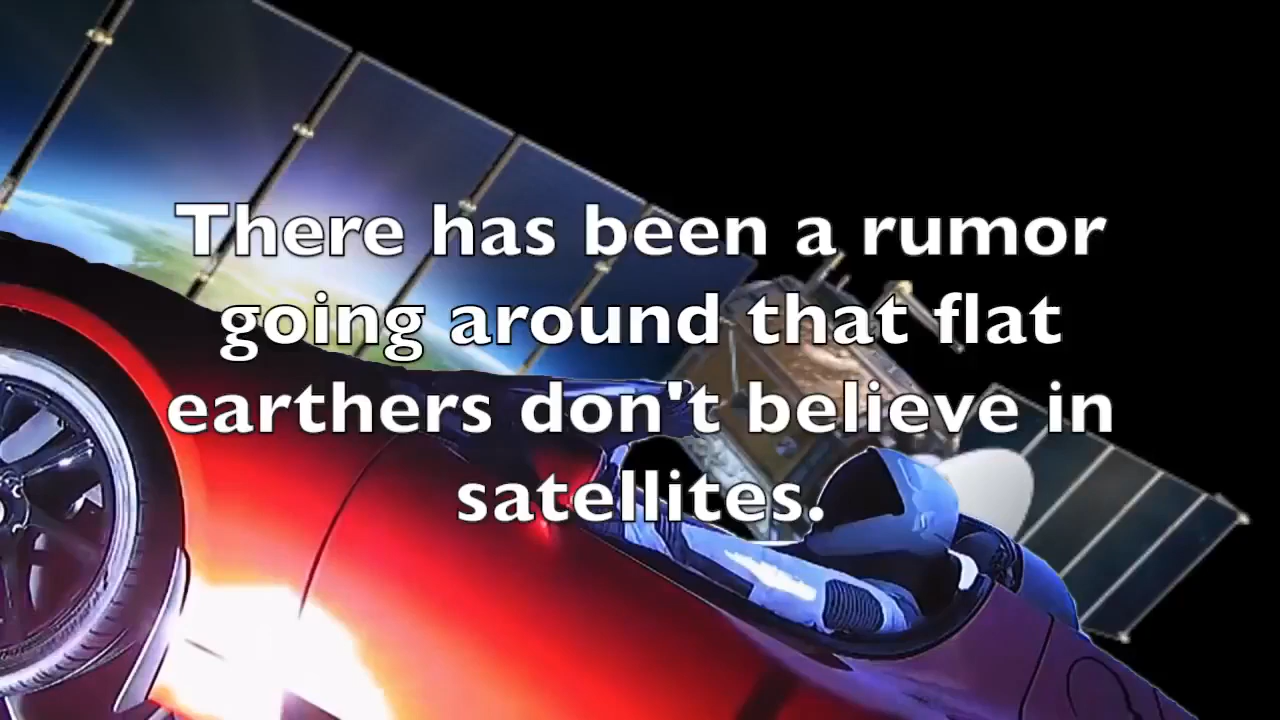 There has been a rumor
going around that flat
earthers don't believe in
satellites.